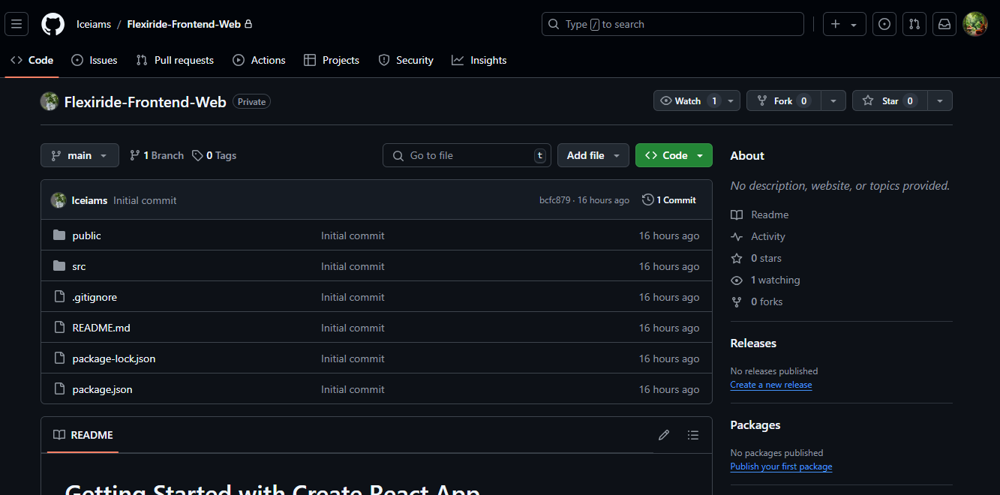 Iceiams / Flexiride-Frontend-Web
Type / to search
Code Issues Pull requests Actions Projects Security Insights
Flexiride-Frontend-Web Private
Watch 1 Fork 0 Star 0
main 1 Branch 0 Tags Go to file t Add file Code
Iceiams Initial commit bcfc879 · 16 hours ago 1 Commit
public Initial commit 16 hours ago
src Initial commit 16 hours ago
.gitignore Initial commit 16 hours ago
README.md Initial commit 16 hours ago
package-lock.json Initial commit 16 hours ago
package.json Initial commit 16 hours ago
README
Getting Started with Create React App
About
No description, website, or topics provided.
Readme
Activity
0 stars
1 watching
0 forks
Releases
No releases published
Create a new release
Packages
No packages published
Publish your first package